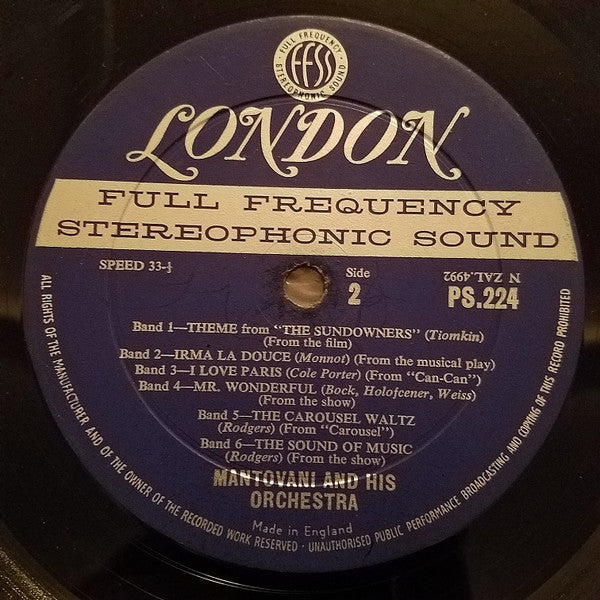 FULL FREQUENCY · STEREOPHONIC SOUND ·
FFSS
LONDON
FULL FREQUENCY
STEREOPHONIC SOUND
SPEED 33-⅓
Side
2
N ZAL.4992
PS.224
Band 1—THEME from "THE SUNDOWNERS" (Tiomkin)
(From the film)
Band 2—IRMA LA DOUCE (Monnot) (From the musical play)
Band 3—I LOVE PARIS (Cole Porter) (From "Can-Can")
Band 4—MR. WONDERFUL (Bock, Holofcener, Weiss)
(From the show)
Band 5—THE CAROUSEL WALTZ
(Rodgers) (From "Carousel")
Band 6—THE SOUND OF MUSIC
(Rodgers) (From the show)
MANTOVANI AND HIS
ORCHESTRA
Made in England
ALL RIGHTS OF THE MANUFACTURER AND OF THE OWNER OF THE RECORDED WORK RESERVED · UNAUTHORISED PUBLIC PERFORMANCE BROADCASTING AND COPYING OF THIS RECORD PROHIBITED